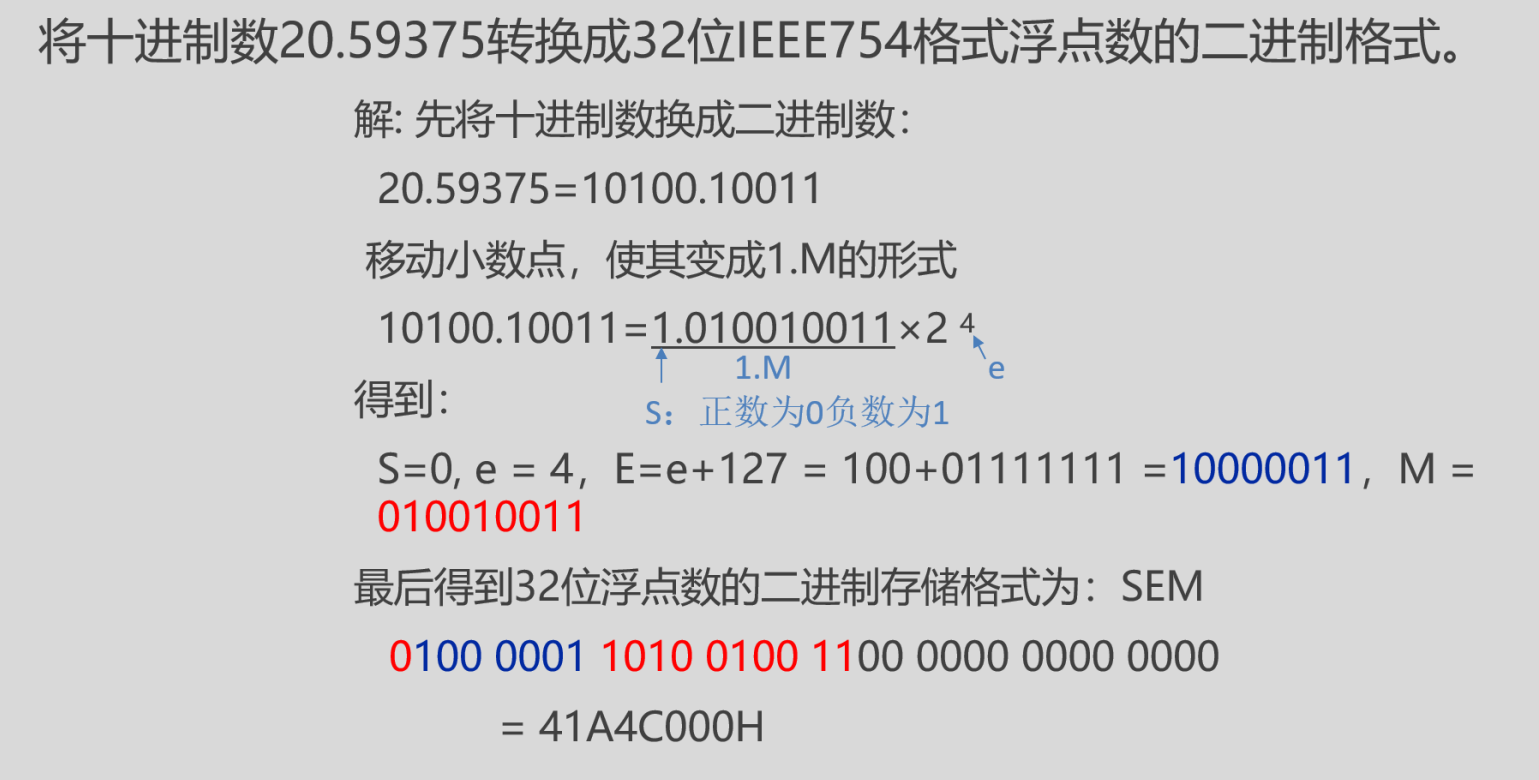 将十进制数20.59375转换成32位IEEE754格式浮点数的二进制格式。
解: 先将十进制数换成二进制数：
20.59375=10100.10011
移动小数点，使其变成1.M的形式
10100.10011=1.010010011×2 ⁴
1.M
e
得到：
S：正数为0负数为1
S=0, e = 4，E=e+127 = 100+01111111 =10000011，M =
010010011
最后得到32位浮点数的二进制存储格式为：SEM
0100 0001 1010 0100 1100 0000 0000 0000
= 41A4C000H